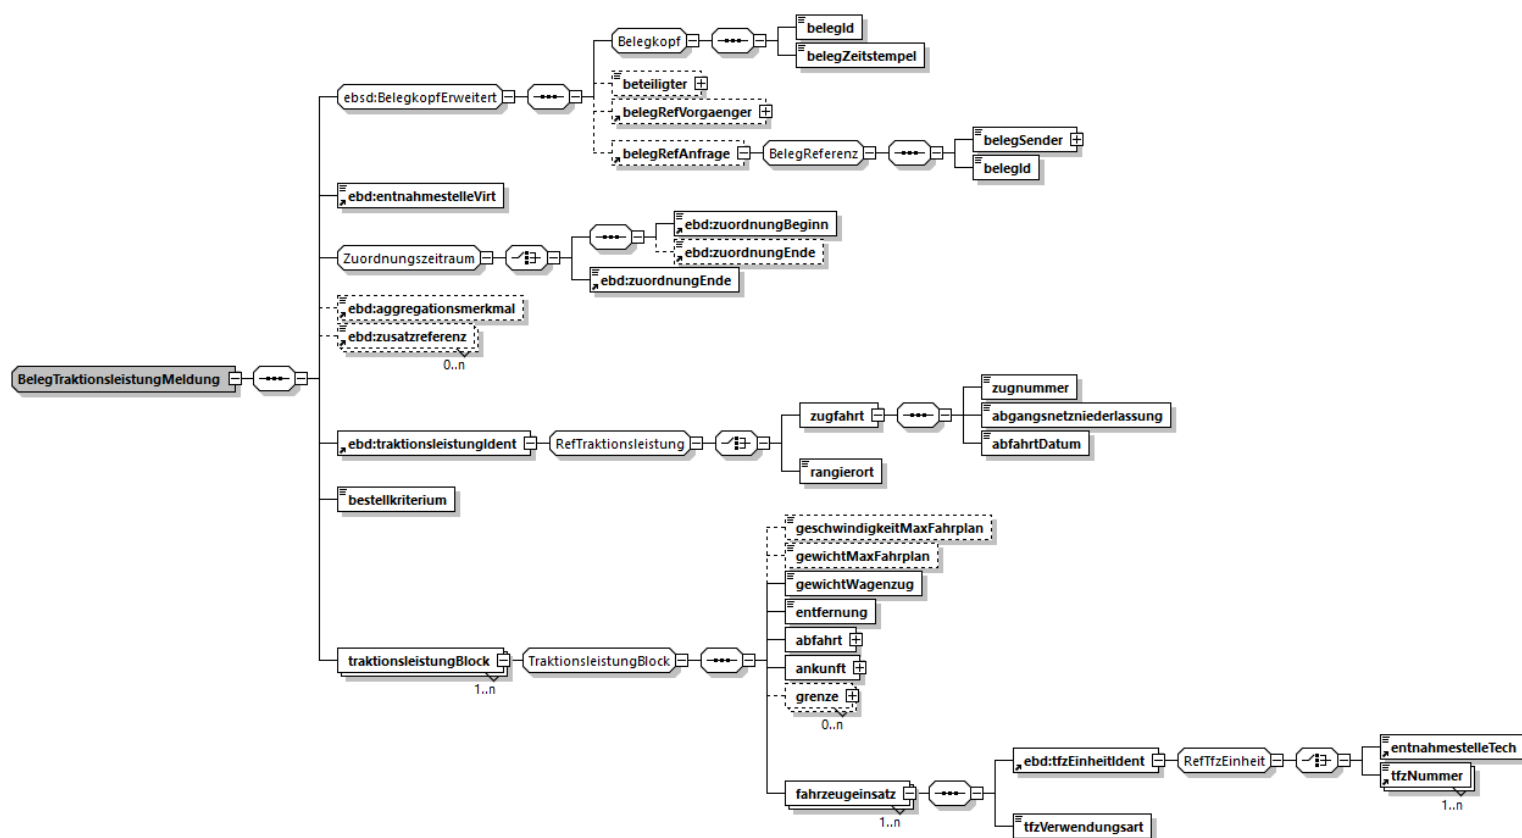 belegId
Belegkopf
belegZeitstempel
beteiligter
ebsd:BelegkopfErweitert
belegRefVorgaenger
belegSender
belegRefAnfrage
BelegReferenz
belegId
ebd:entnahmestelleVirt
ebd:zuordnungBeginn
ebd:zuordnungEnde
Zuordnungszeitraum
ebd:zuordnungEnde
ebd:aggregationsmerkmal
ebd:zusatzreferenz
0..n
BelegTraktionsleistungMeldung
zugnummer
zugfahrt
abgangsnetzniederlassung
ebd:traktionsleistungIdent
RefTraktionsleistung
abfahrtDatum
rangierort
bestellkriterium
geschwindigkeitMaxFahrplan
gewichtMaxFahrplan
gewichtWagenzug
entfernung
abfahrt
traktionsleistungBlock
TraktionsleistungBlock
ankunft
1..n
grenze
0..n
entnahmestelleTech
ebd:tfzEinheitIdent
RefTfzEinheit
tfzNummer
1..n
fahrzeugeinsatz
1..n
tfzVerwendungsart